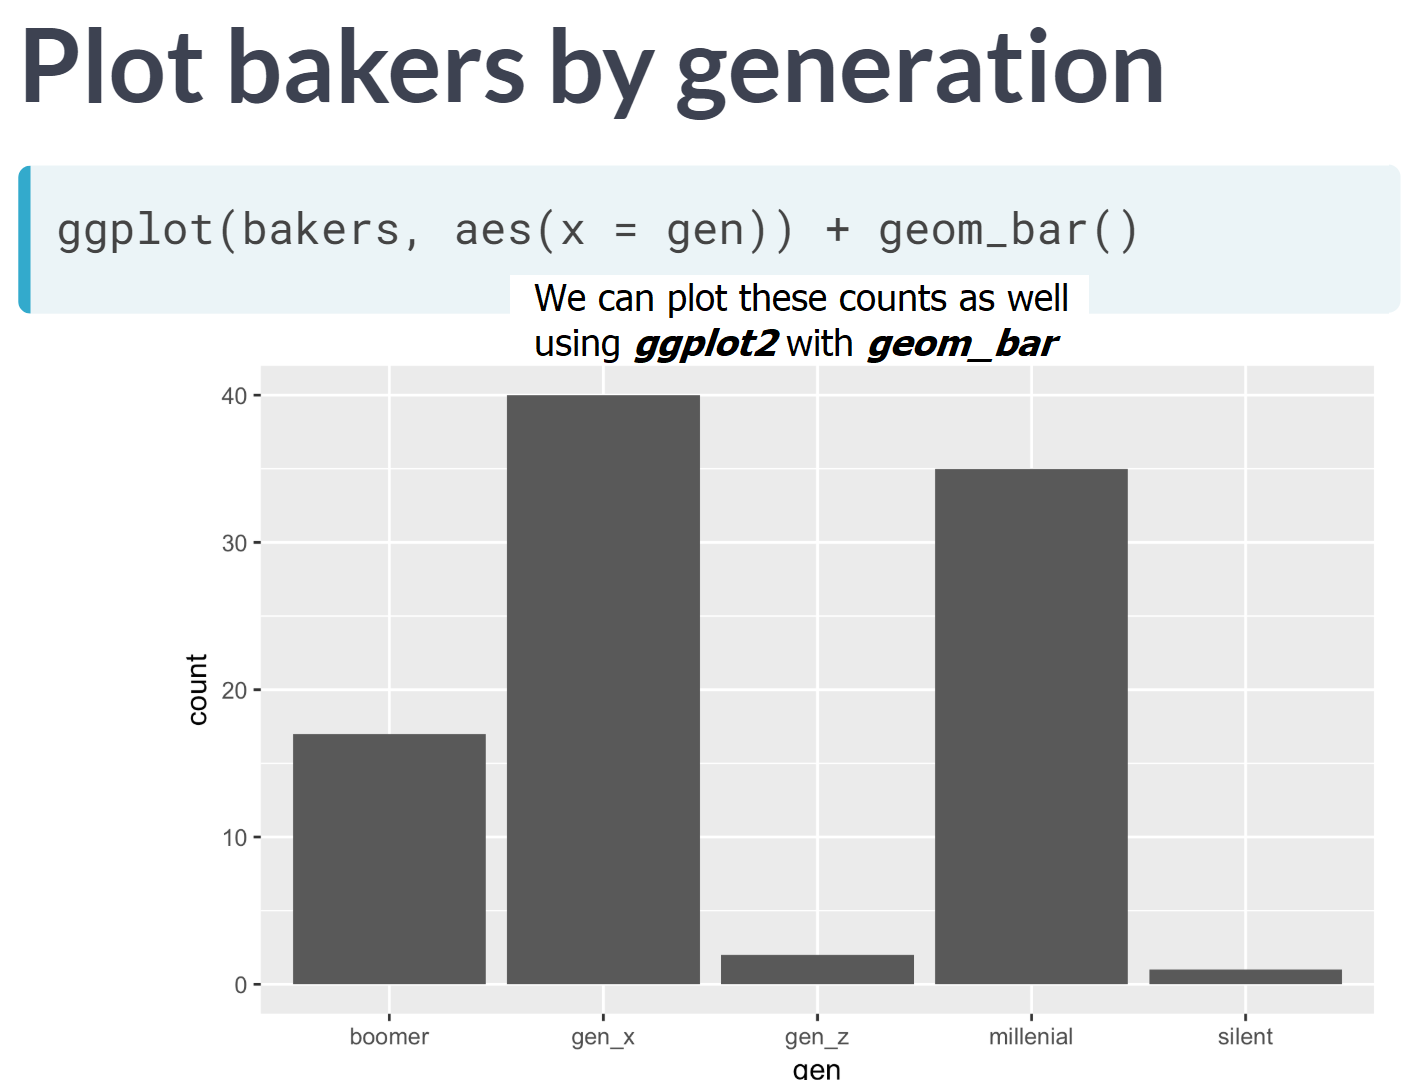 Plot bakers by generation
ggplot(bakers, aes(x = gen)) + geom_bar()
We can plot these counts as well
using ggplot2 with geom_bar
40
30
20
10
0
count
boomer gen_x gen_z millenial silent
gen